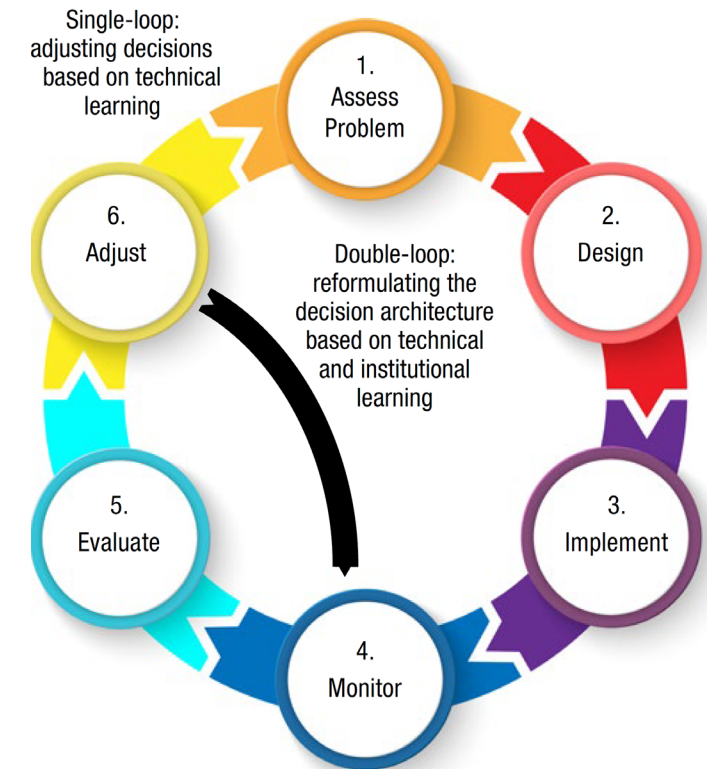 Single-loop:
adjusting decisions
based on technical
learning
1.
Assess
Problem
2.
Design
Double-loop:
reformulating the
decision architecture
based on technical
and institutional
learning
6.
Adjust
3.
Implement
5.
Evaluate
4.
Monitor